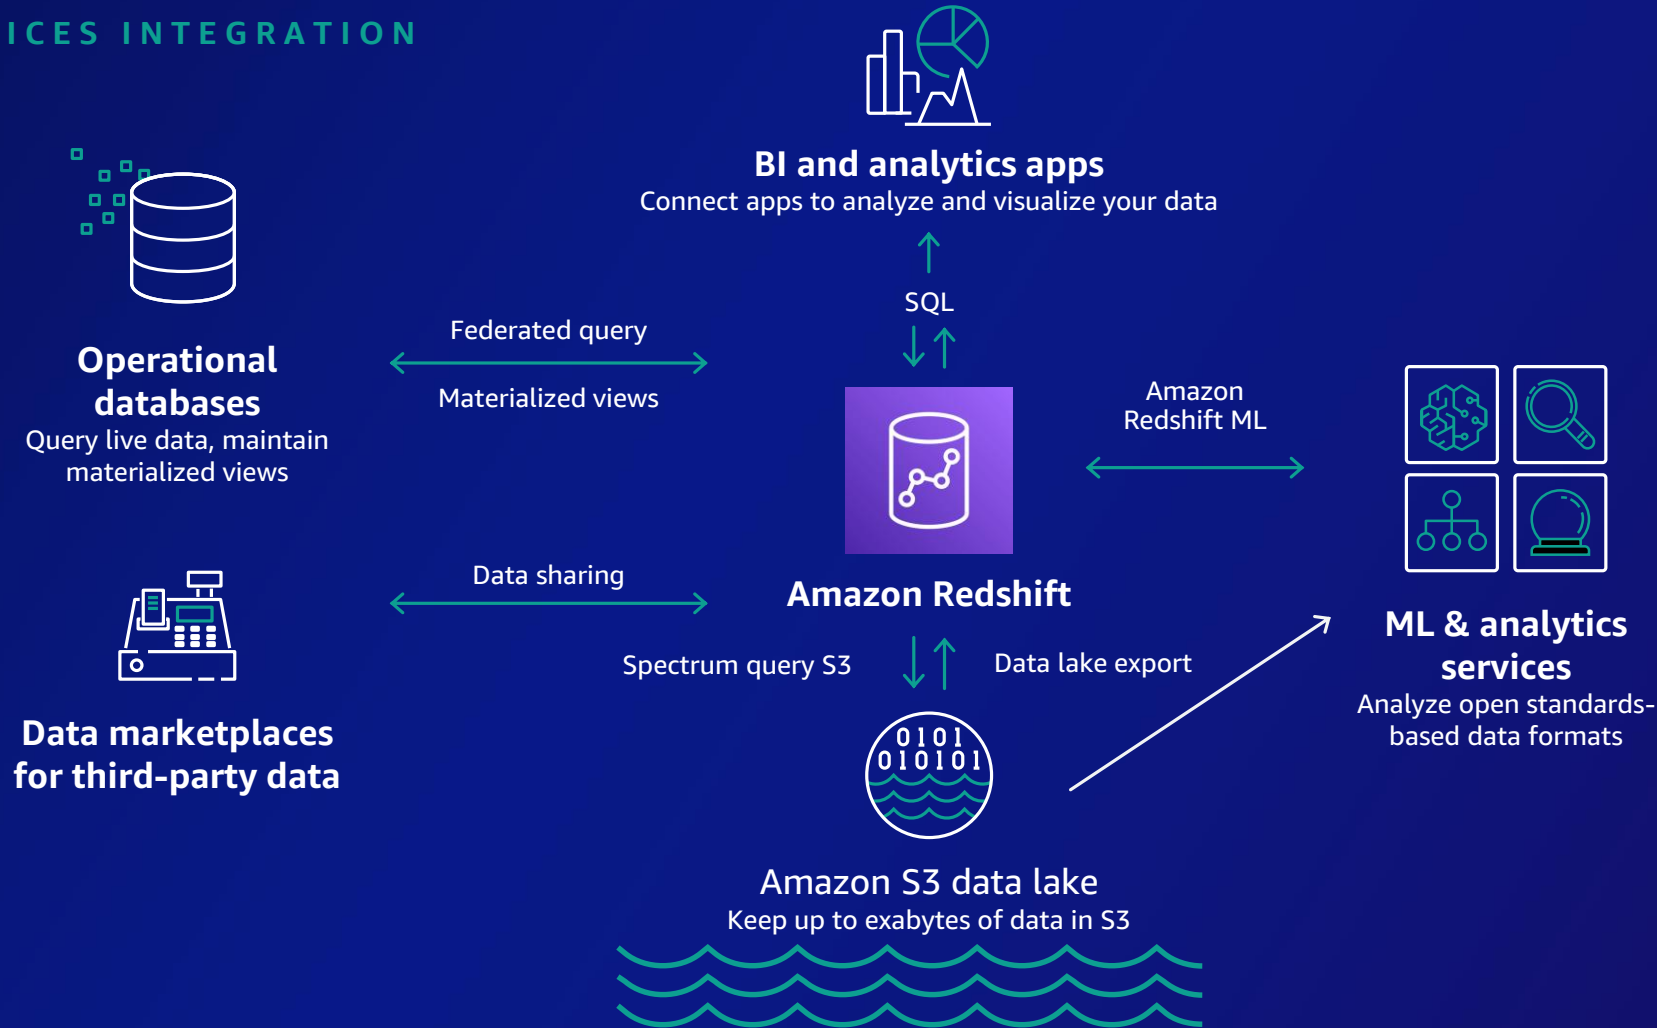 ICES INTEGRATION
BI and analytics apps
Connect apps to analyze and visualize your data
SQL
Operational
databases
Query live data, maintain
materialized views
Federated query
Materialized views
Amazon
Redshift ML
Data sharing
Amazon Redshift
ML & analytics
services
Analyze open standards-
based data formats
Spectrum query S3
Data lake export
Data marketplaces
for third-party data
0101
010101
Amazon S3 data lake
Keep up to exabytes of data in S3